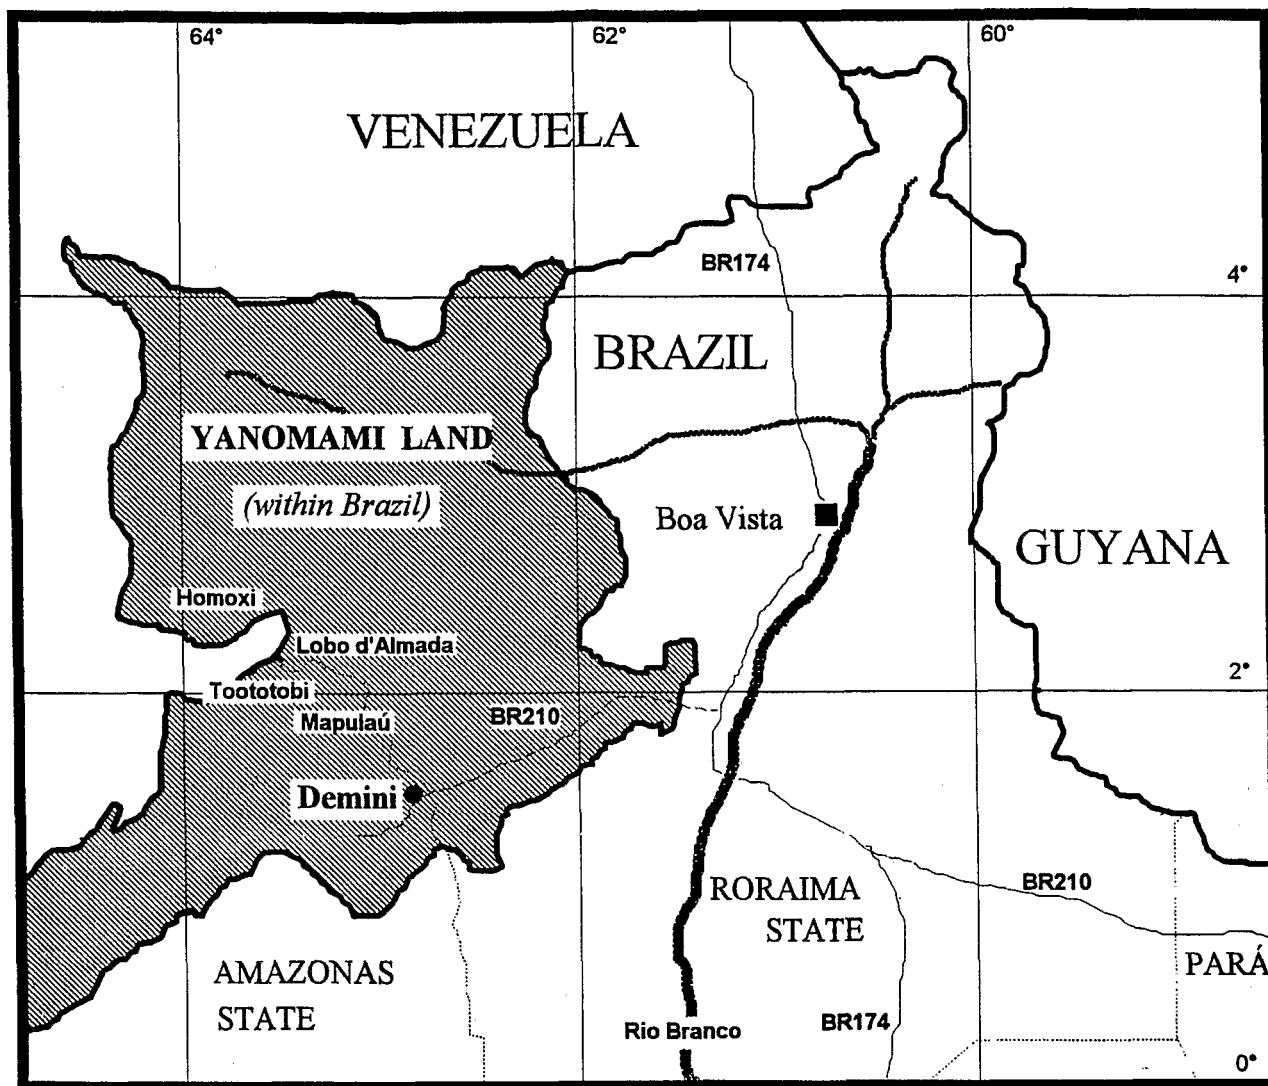 64°
62°
60°
VENEZUELA
BR174
4°
BRAZIL
YANOMAMI LAND
(within Brazil)
Boa Vista
GUYANA
Homoxi
Lobo d'Almada
2°
Toototobi
Mapulaú
BR210
Demini
BR210
RORAIMA
STATE
AMAZONAS
STATE
PARÁ
Rio Branco
BR174
0°